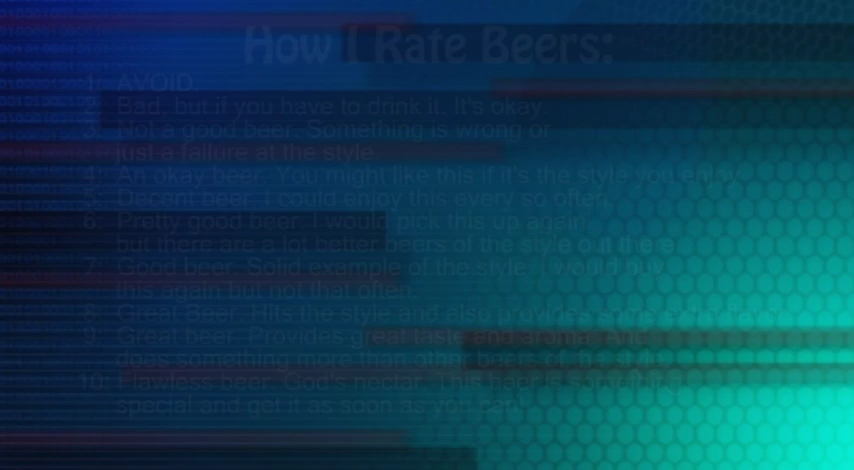 How I Rate Beers:
1: AVOID.
2: Bad, but if you have to drink it. It's okay.
3: Not a good beer. Something is wrong or
just a failure at the style.
4: An okay beer. You might like this if it's the style you enjoy.
5: Decent beer. I could enjoy this every so often.
6: Pretty good beer. I would pick this up again,
but there are a lot better beers of the style out there.
7: Good beer. Solid example of the style. I would buy
this again but not that often.
8: Great Beer. Hits the style and also provides some extra
9: Great beer. Provides great taste and aroma. And
does something more than other beers
10: Flawless beer. God's nectar. This beer is something
special and get it as soon as you can!